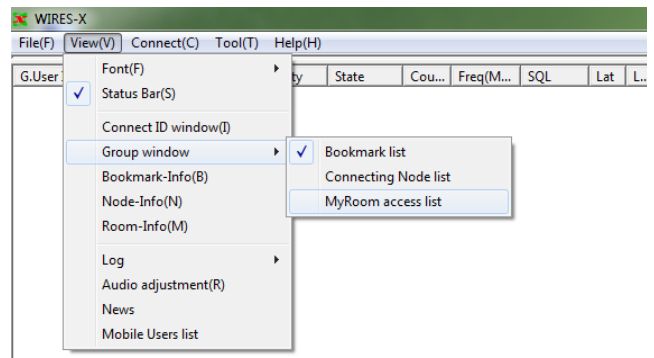 WIRES-X
File(F) View(V) Connect(C) Tool(T) Help(H)
G.User State Cou... Freq(M... SQL Lat L...
Font(F)
Status Bar(S)
Connect ID window(I)
Group window
Bookmark-Info(B)
Node-Info(N)
Room-Info(M)
Log
Audio adjustment(R)
News
Mobile Users list
Bookmark list
Connecting Node list
MyRoom access list